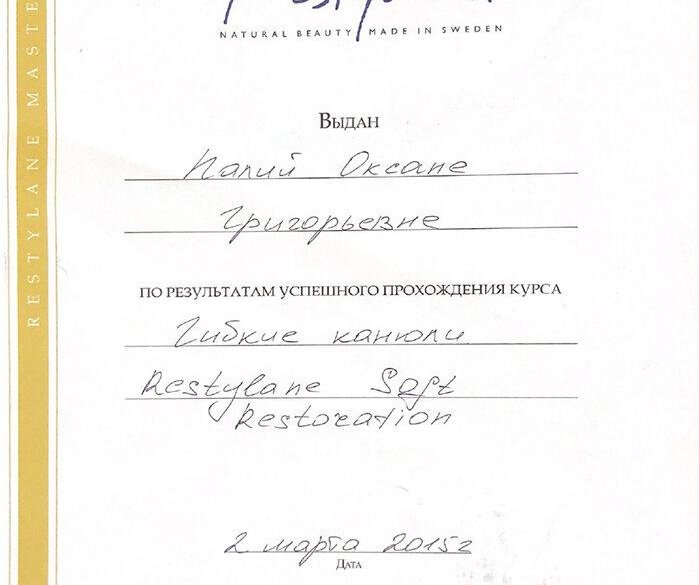 NATURAL BEAUTY MADE IN SWEDEN
RESTYLANE MASTE
Выдан
Палий Оксане
Григорьевне
ПО РЕЗУЛЬТАТАМ УСПЕШНОГО ПРОХОЖДЕНИЯ КУРСА
Гибкие канюли
Restylane Soft
Restoration
2 марта 2015г
Дата